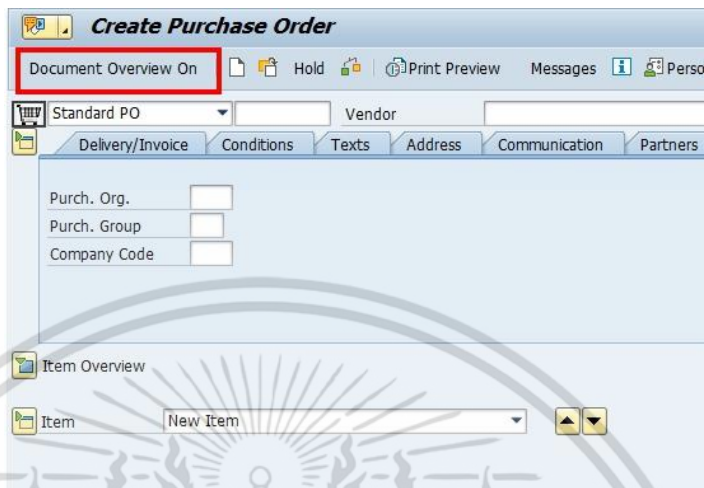 Create Purchase Order
Document Overview On Hold Print Preview Messages Perso
Standard PO Vendor
Delivery/Invoice Conditions Texts Address Communication Partners
Purch. Org.
Purch. Group
Company Code
Item Overview
Item New Item